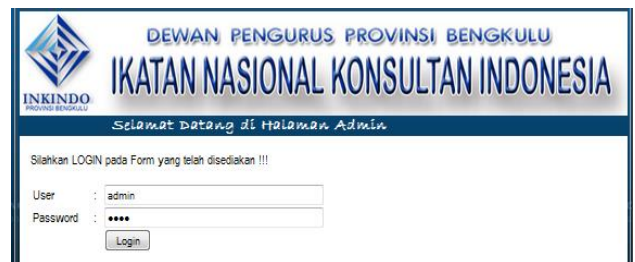 DEWAN PENGURUS PROVINSI BENGKULU
IKATAN NASIONAL KONSULTAN INDONESIA
INKINDO
PROVINSI BENGKULU
Selamat Datang di Halaman Admin
Silahkan LOGIN pada Form yang telah disediakan !!!
User : admin
Password : ••••
Login